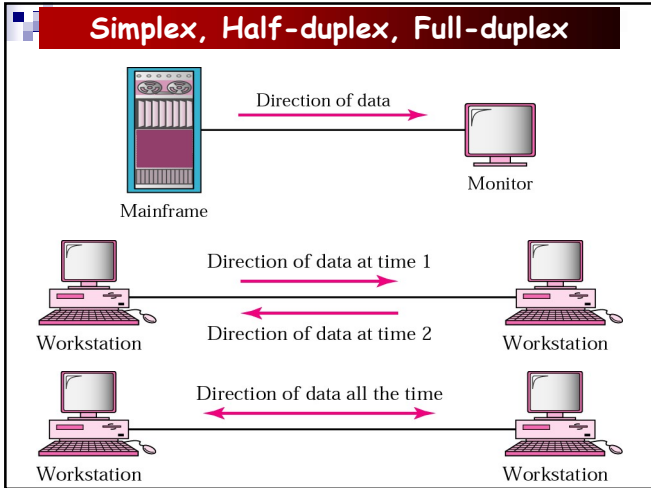 Simplex, Half-duplex, Full-duplex
Direction of data
Monitor
Mainframe
Direction of data at time 1
Direction of data at time 2
Workstation
Workstation
Direction of data all the time
Workstation
Workstation